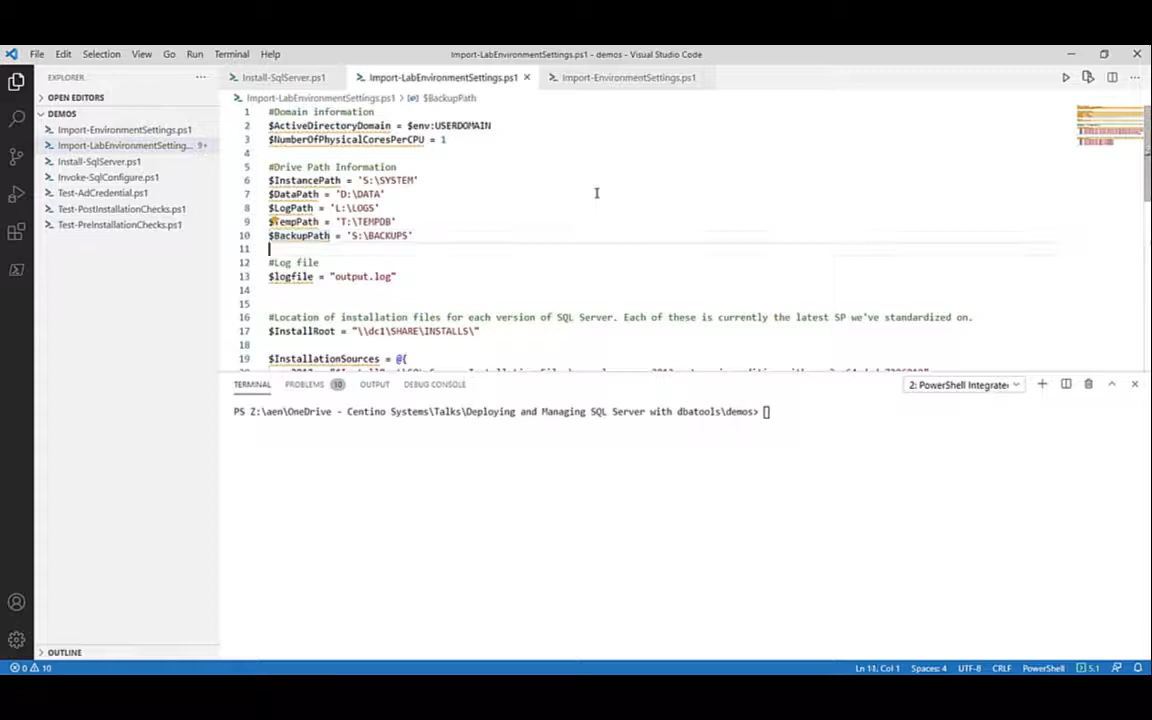 File Edit Selection View Go Run Terminal Help
Import-LabEnvironmentSettings.ps1 - demos - Visual Studio Code
EXPLORER ...
OPEN EDITORS
DEMOS
Import-EnvironmentSettings.ps1
Import-LabEnvironmentSetting... 9+
Install-SqlServer.ps1
Invoke-SqlConfigure.ps1
Test-AdCredential.ps1
Test-PostInstallationChecks.ps1
Test-PreInstallationChecks.ps1
OUTLINE
Install-SqlServer.ps1 Import-LabEnvironmentSettings.ps1 × Import-EnvironmentSettings.ps1
Import-LabEnvironmentSettings.ps1 > $BackupPath
1 #Domain information
2 $ActiveDirectoryDomain = $env:USERDOMAIN
3 $NumberOfPhysicalCoresPerCPU = 1
4
5 #Drive Path Information
6 $InstancePath = 'S:\SYSTEM'
7 $DataPath = 'D:\DATA'
8 $LogPath = 'L:\LOGS'
9 $TempPath = 'T:\TEMPDB'
10 $BackupPath = 'S:\BACKUPS'
11
12 #Log file
13 $logfile = "output.log"
14
15
16 #Location of installation files for each version of SQL Server. Each of these is currently the latest SP we've standardized on.
17 $InstallRoot = "\\dc1\SHARE\INSTALLS\"
18
19 $InstallationSources = @{
TERMINAL PROBLEMS 10 OUTPUT DEBUG CONSOLE 2: PowerShell Integrate
PS Z:\aen\OneDrive - Centino Systems\Talks\Deploying and Managing SQL Server with dbatools\demos>
0 10 Ln 11, Col 1 Spaces: 4 UTF-8 CRLF PowerShell 5.1